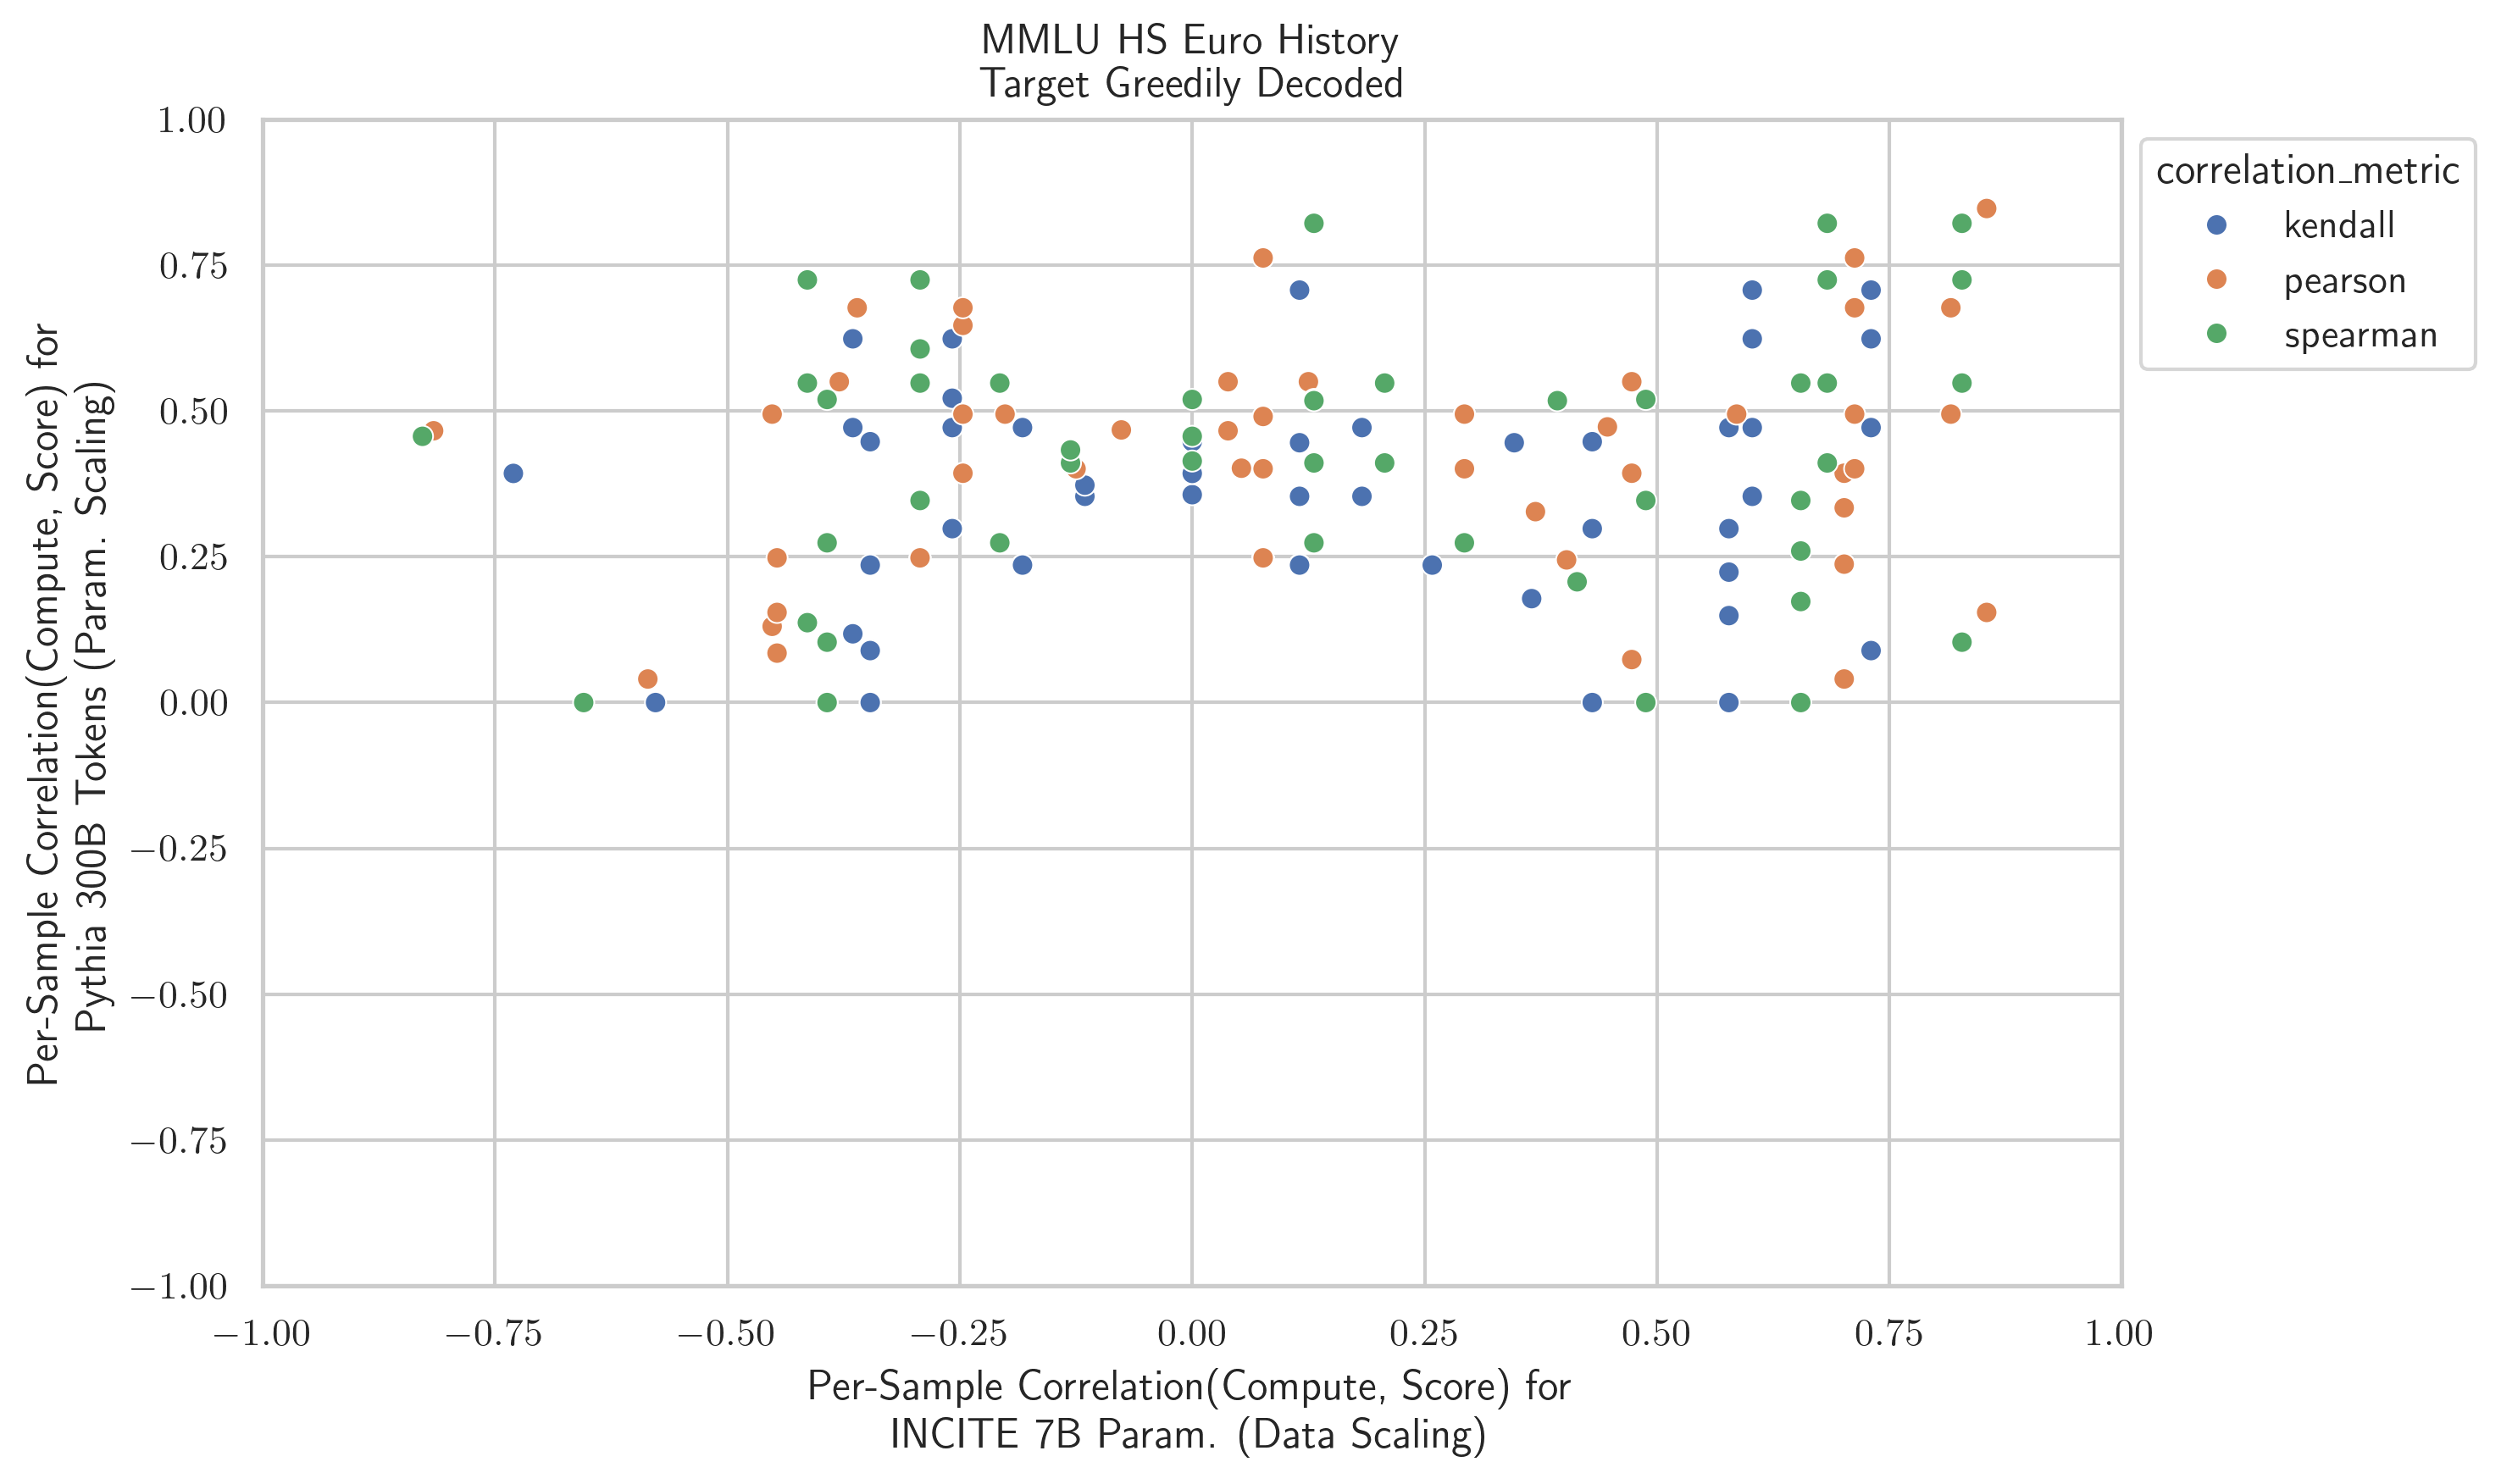 MMLU HS Euro History
Target Greedily Decoded
1.00
0.75
0.50
0.25
0.00
−0.25
−0.50
−0.75
−1.00
Per-Sample Correlation(Compute, Score) for
Pythia 300B Tokens (Param. Scaling)
−1.00
−0.75
−0.50
−0.25
0.00
0.25
0.50
0.75
1.00
Per-Sample Correlation(Compute, Score) for
INCITE 7B Param. (Data Scaling)
correlation_metric
kendall
pearson
spearman